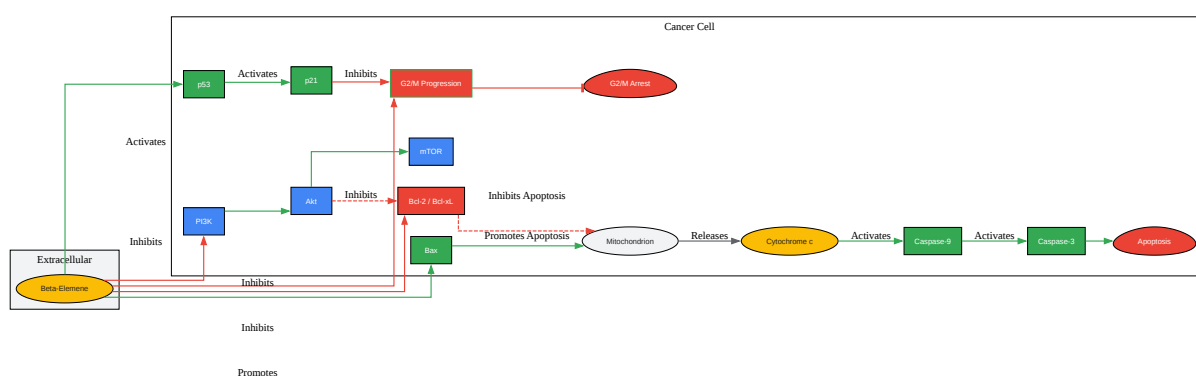 Cancer Cell
p53
Activates
p21
Inhibits
G2/M Progression
G2/M Arrest
Activates
mTOR
PI3K
Akt
Inhibits
Bcl-2 / Bcl-xL
Inhibits Apoptosis
Inhibits
Bax
Promotes Apoptosis
Mitochondrion
Releases
Cytochrome c
Activates
Caspase-9
Activates
Caspase-3
Apoptosis
Extracellular
Beta-Elemene
Inhibits
Inhibits
Promotes